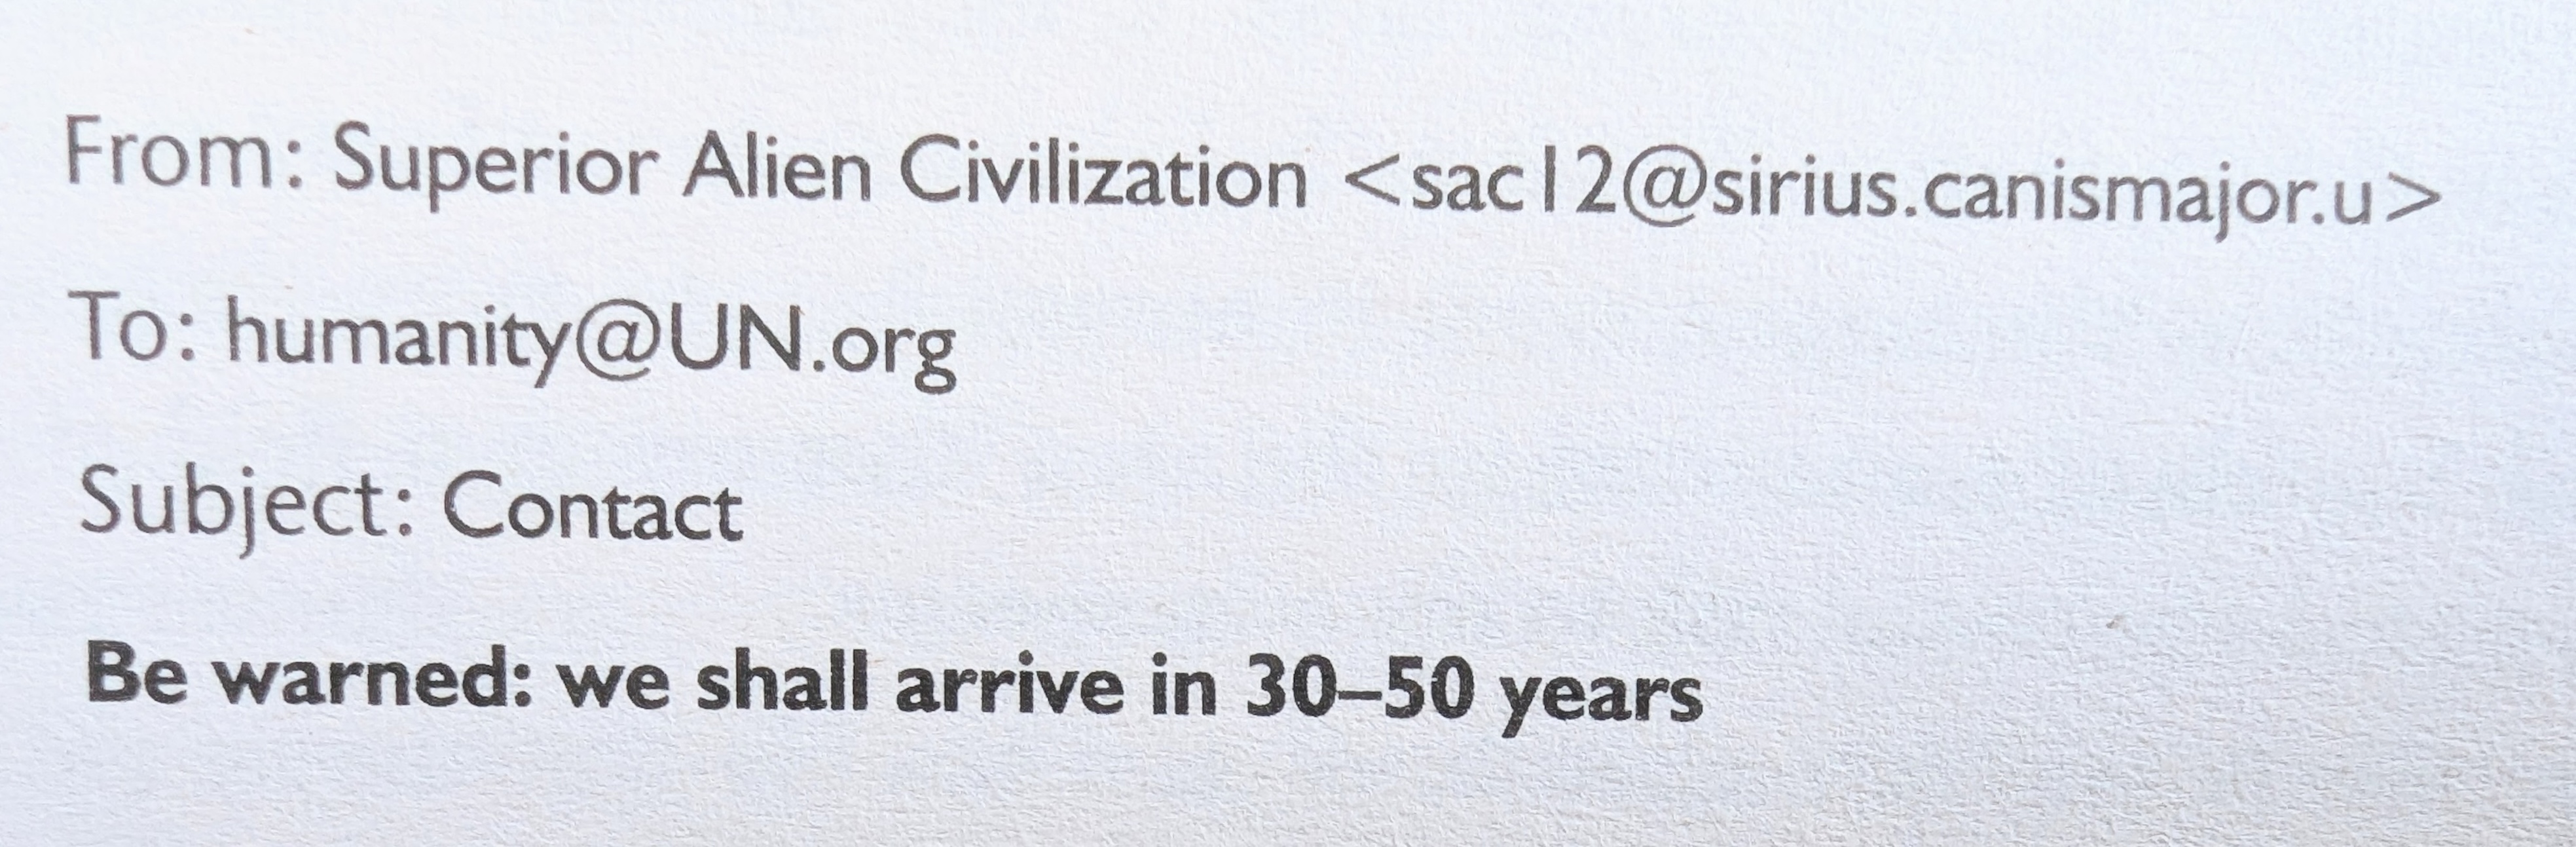 From: Superior Alien Civilization <sac12@sirius.canismajor.u>
To: humanity@UN.org
Subject: Contact
Be warned: we shall arrive in 30–50 years